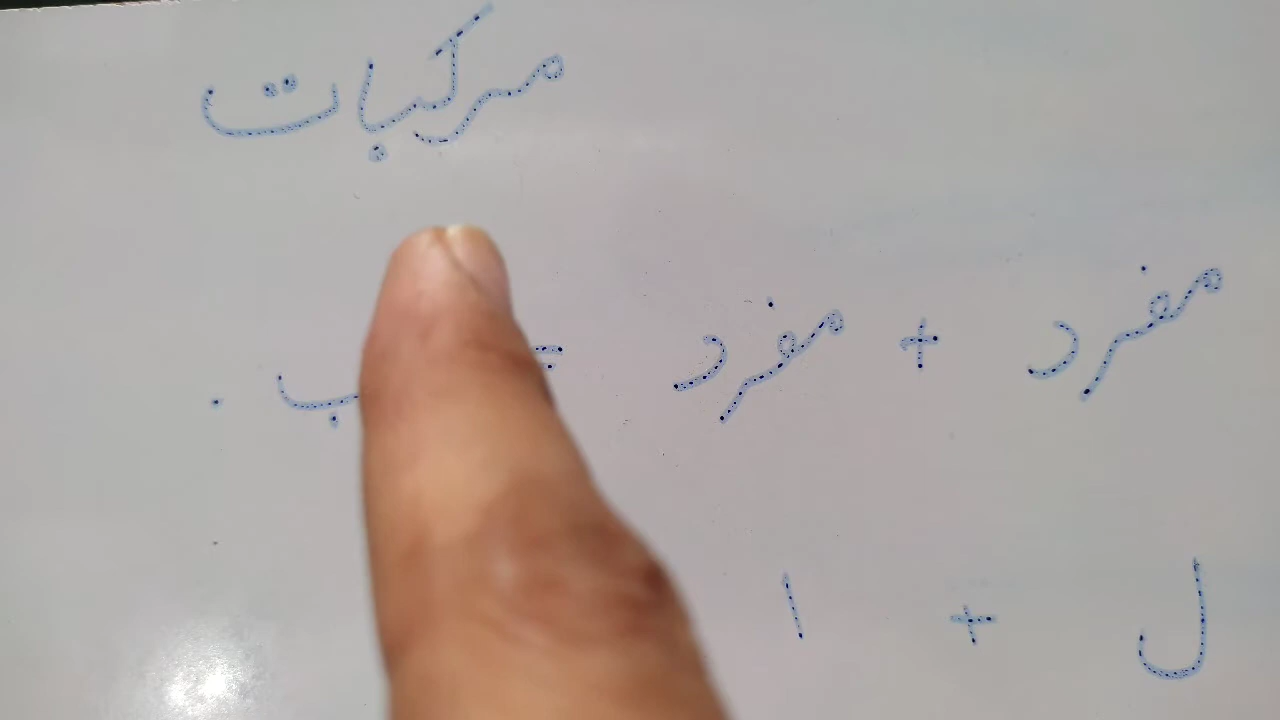 مرکبات
مفرد + مفرد =
ل + ا